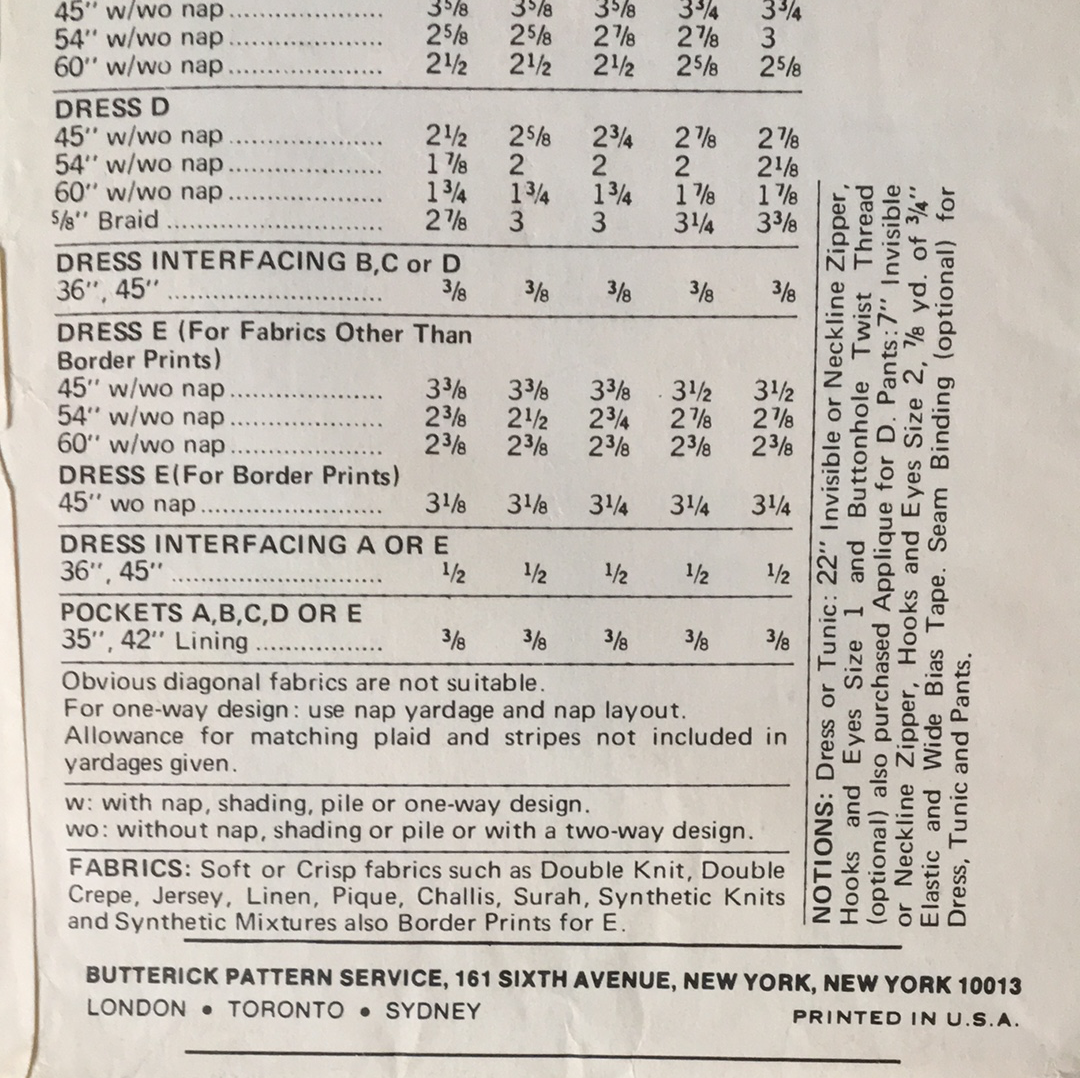 45" w/wo nap.................... 3⅝ 3⅝ 3⅝ 3¾ 3¾
54" w/wo nap.................... 2⅝ 2⅝ 2⅞ 2⅞ 3
60" w/wo nap.................... 2½ 2½ 2½ 2⅝ 2⅝
DRESS D
45" w/wo nap.................... 2½ 2⅝ 2¾ 2⅞ 2⅞
54" w/wo nap.................... 1⅞ 2 2 2 2⅛
60" w/wo nap.................... 1¾ 1¾ 1¾ 1⅞ 1⅞
⅝" Braid ............................ 2⅞ 3 3 3¼ 3⅜
DRESS INTERFACING B,C or D
36", 45" ............................ ⅜ ⅜ ⅜ ⅜ ⅜
DRESS E (For Fabrics Other Than
Border Prints)
45" w/wo nap.................... 3⅜ 3⅜ 3⅜ 3½ 3½
54" w/wo nap.................... 2⅜ 2½ 2¾ 2⅞ 2⅞
60" w/wo nap.................... 2⅜ 2⅜ 2⅜ 2⅜ 2⅜
DRESS E(For Border Prints)
45" wo nap........................ 3⅛ 3⅛ 3¼ 3¼ 3¼
DRESS INTERFACING A OR E
36", 45" ............................ ½ ½ ½ ½ ½
POCKETS A,B,C,D OR E
35", 42" Lining ................. ⅜ ⅜ ⅜ ⅜ ⅜
Obvious diagonal fabrics are not suitable.
For one-way design: use nap yardage and nap layout.
Allowance for matching plaid and stripes not included in
yardages given.
w: with nap, shading, pile or one-way design.
wo: without nap, shading or pile or with a two-way design.
FABRICS: Soft or Crisp fabrics such as Double Knit, Double
Crepe, Jersey, Linen, Pique, Challis, Surah, Synthetic Knits
and Synthetic Mixtures also Border Prints for E.
NOTIONS: Dress or Tunic: 22" Invisible or Neckline Zipper,
Hooks and Eyes Size 1 and Buttonhole Twist Thread
(optional) also purchased Applique for D. Pants: 7" Invisible
or Neckline Zipper, Hooks and Eyes Size 2, ⅞ yd. of ¾"
Elastic and Wide Bias Tape. Seam Binding (optional) for
Dress, Tunic and Pants.
BUTTERICK PATTERN SERVICE, 161 SIXTH AVENUE, NEW YORK, NEW YORK 10013
LONDON • TORONTO • SYDNEY
PRINTED IN U.S.A.